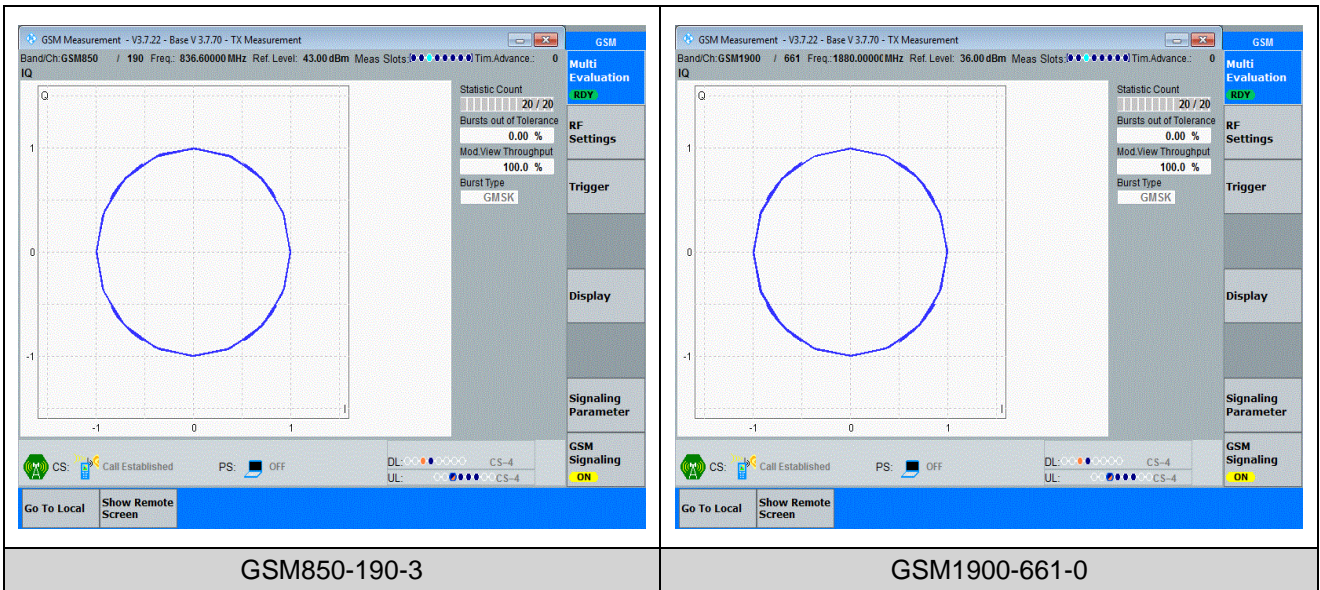 GSM Measurement - V3.7.22 - Base V 3.7.70 - TX Measurement
GSM
Band/Ch: GSM850 / 190 Freq.: 836.60000 MHz Ref. Level: 43.00 dBm Meas Slots: Tim.Advance.: 0
IQ
Multi
Evaluation
RDY
Q
Statistic Count
20 / 20
Bursts out of Tolerance
0.00 %
Mod.View Throughput
100.0 %
Burst Type
GMSK
RF
Settings
Trigger
Display
Signaling
Parameter
GSM
Signaling
ON
1
0
-1
I
-1 0 1
CS: Call Established PS: OFF
DL: CS-4
UL: CS-4
Go To Local
Show Remote
Screen
GSM850-190-3
GSM Measurement - V3.7.22 - Base V 3.7.70 - TX Measurement
GSM
Band/Ch: GSM1900 / 661 Freq.: 1880.0000 MHz Ref. Level: 36.00 dBm Meas Slots: Tim.Advance.: 0
IQ
Multi
Evaluation
RDY
Q
Statistic Count
20 / 20
Bursts out of Tolerance
0.00 %
Mod.View Throughput
100.0 %
Burst Type
GMSK
RF
Settings
Trigger
Display
Signaling
Parameter
GSM
Signaling
ON
1
0
-1
I
-1 0 1
CS: Call Established PS: OFF
DL: CS-4
UL: CS-4
Go To Local
Show Remote
Screen
GSM1900-661-0